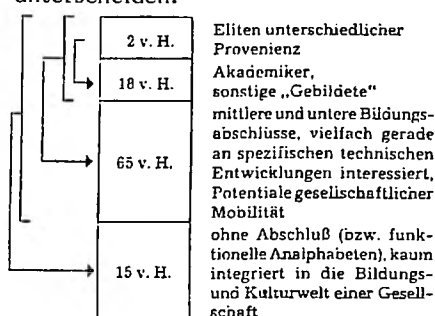 unterscheiden.
2 v. H.
Eliten unterschiedlicher
Provenienz
18 v. H.
Akademiker,
sonstige „Gebildete“
65 v. H.
mittlere und untere Bildungs-
abschlüsse, vielfach gerade
an spezifischen technischen
Entwicklungen interessiert,
Potentiale gesellschaftlicher
Mobilität
15 v. H.
ohne Abschluß (bzw. funk-
tionelle Analphabeten), kaum
integriert in die Bildungs-
und Kulturwelt einer Gesell-
schaft